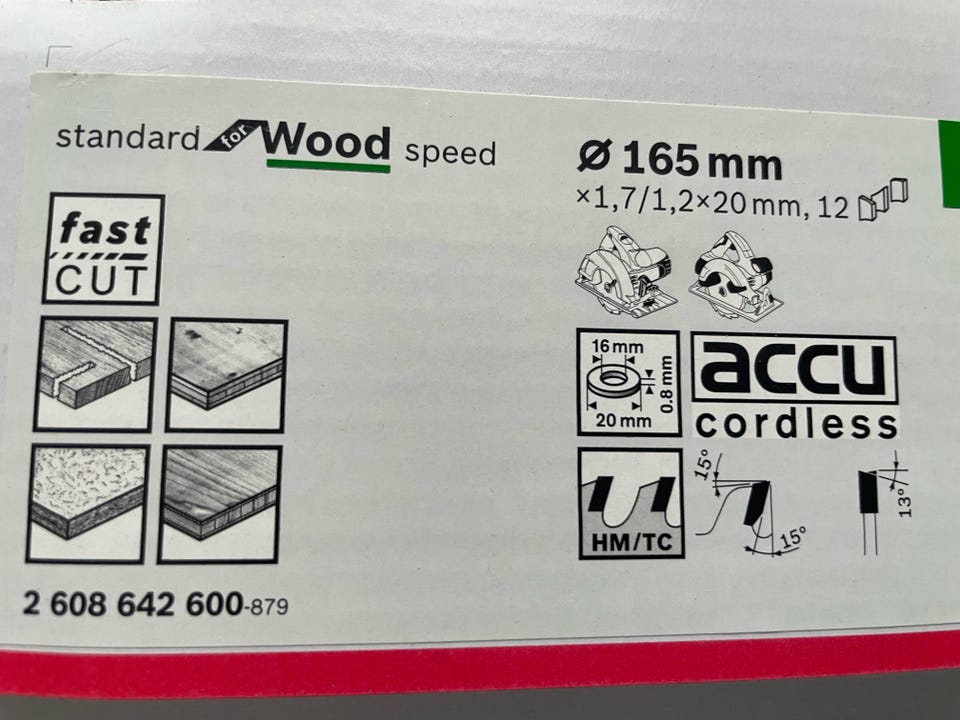 standard for Wood speed
fast
CUT
2 608 642 600-879
Ø 165 mm
×1,7/1,2×20 mm, 12
16 mm
0.8 mm
20 mm
accu
cordless
HM/TC
15°
15°
13°